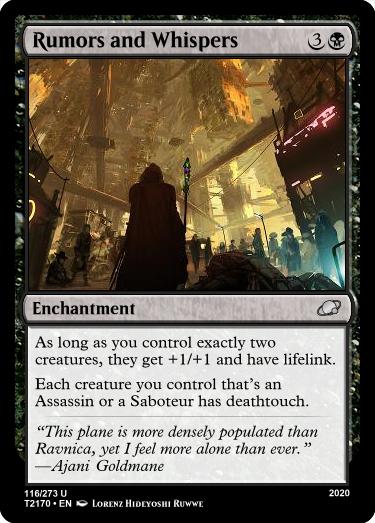 Rumors and Whispers 3
Enchantment
As long as you control exactly two
creatures, they get +1/+1 and have lifelink.
Each creature you control that's an
Assassin or a Saboteur has deathtouch.
“This plane is more densely populated than
Ravnica, yet I feel more alone than ever.”
—Ajani Goldmane
116/273 U 2020
T2170 • EN Lorenz Hideyoshi Ruwwe